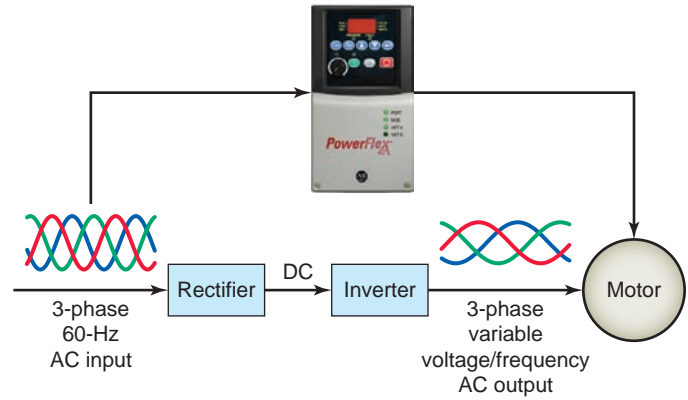 PowerFlex
Rectifier
DC
Inverter
Motor
3-phase
60-Hz
AC input
3-phase
variable
voltage/frequency
AC output